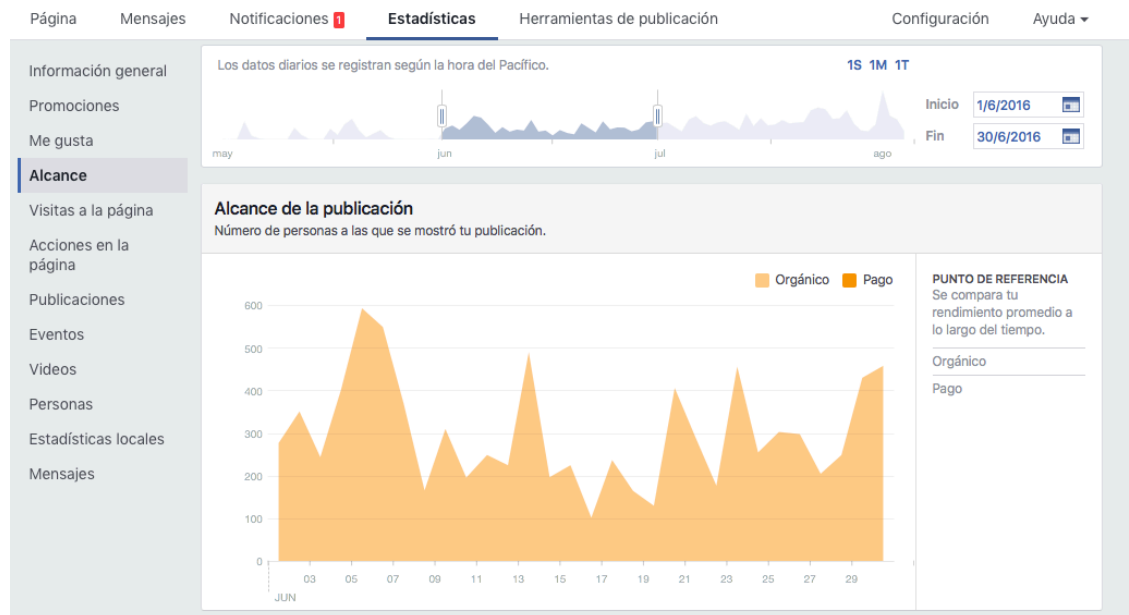 Página Mensajes Notificaciones 1 Estadísticas Herramientas de publicación Configuración Ayuda
Información general
Promociones
Me gusta
Alcance
Visitas a la página
Acciones en la
página
Publicaciones
Eventos
Videos
Personas
Estadísticas locales
Mensajes
Los datos diarios se registran según la hora del Pacífico.
1S 1M 1T
Inicio 1/6/2016
Fin 30/6/2016
may jun jul ago
Alcance de la publicación
Número de personas a las que se mostró tu publicación.
Orgánico Pago
600
500
400
300
200
100
0
03 05 07 09 11 13 15 17 19 21 23 25 27 29
JUN
PUNTO DE REFERENCIA
Se compara tu
rendimiento promedio a
lo largo del tiempo.
Orgánico
Pago